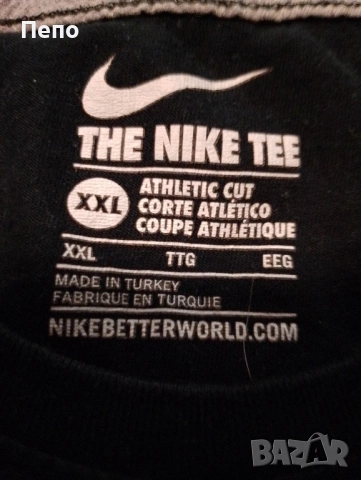 Пепо
THE NIKE TEE
XXL
ATHLETIC CUT
CORTE ATLÉTICO
COUPE ATHLÉTIQUE
XXL TTG EEG
MADE IN TURKEY
FABRIQUE EN TURQUIE
NIKEBETTERWORLD.COM
BAZAR